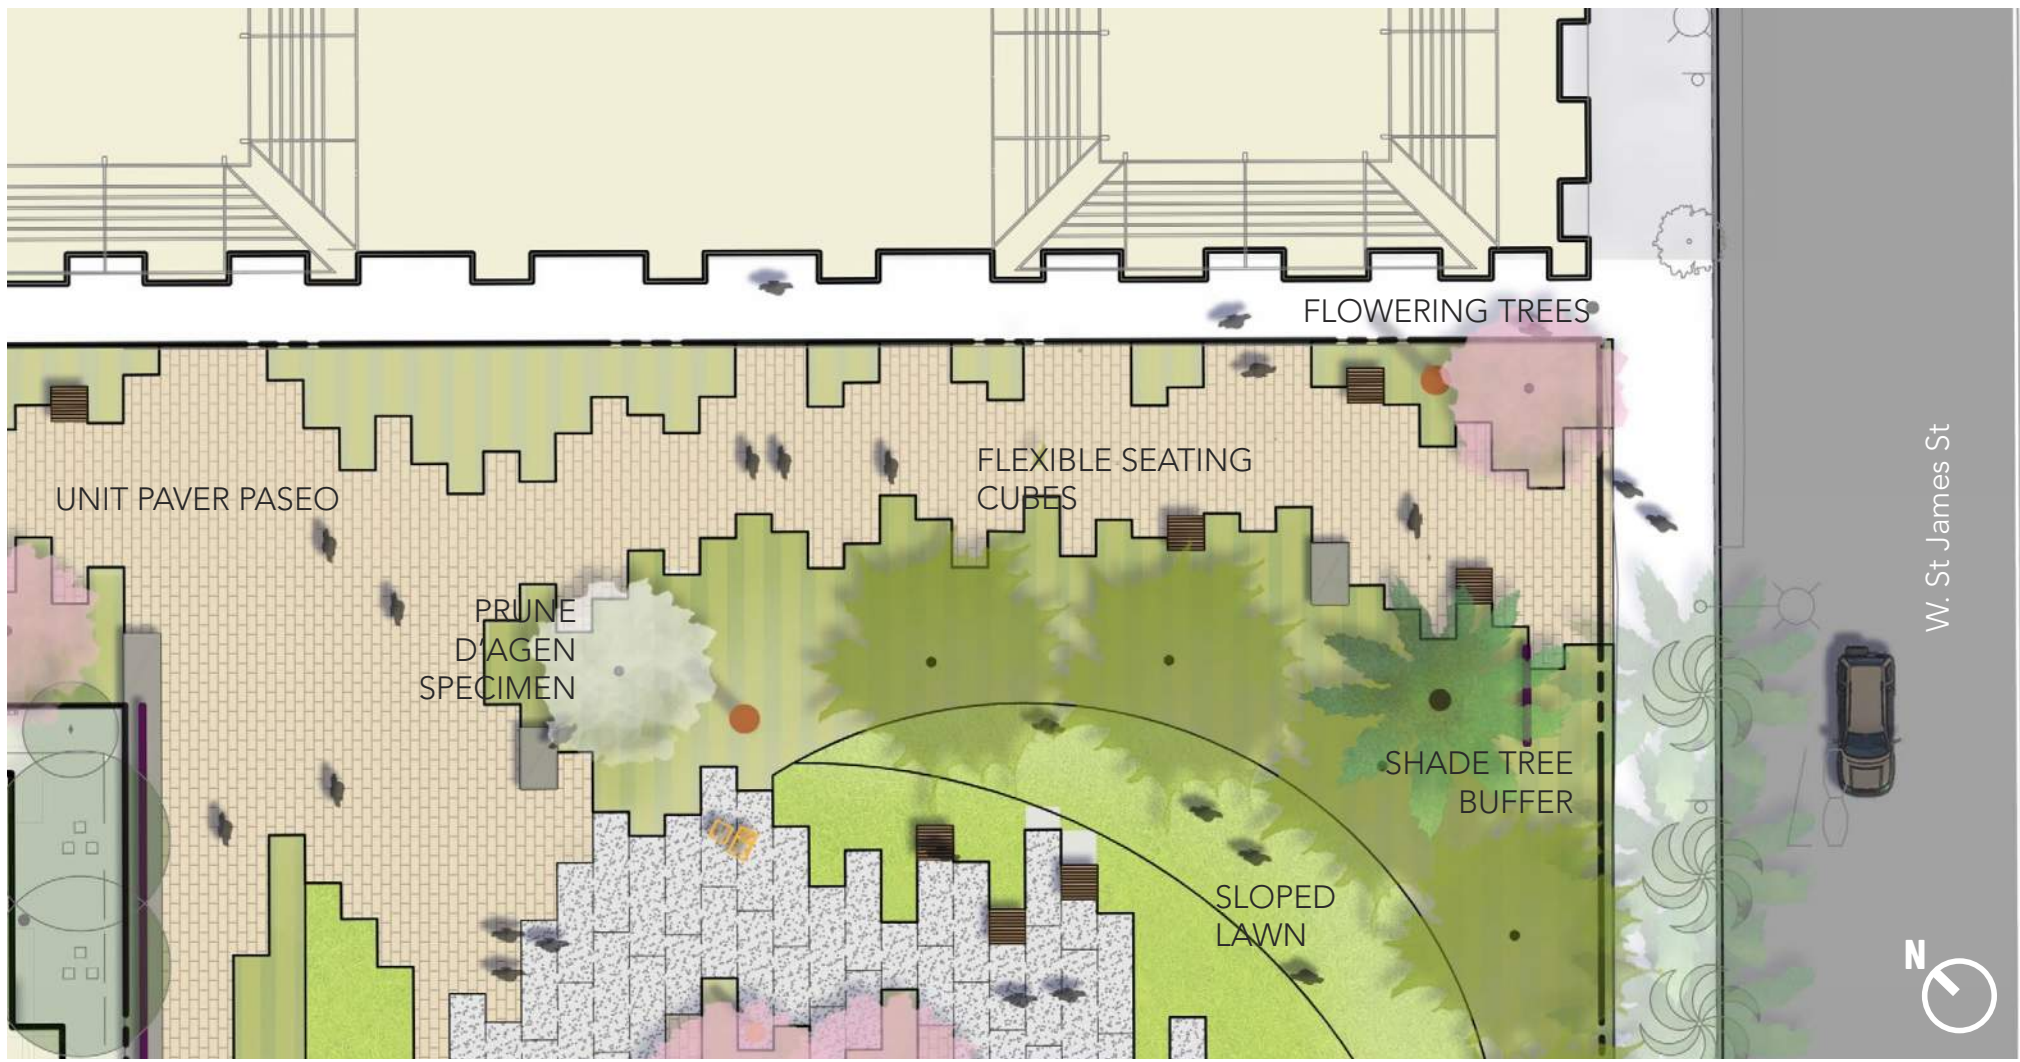 FLOWERING TREES
FLEXIBLE SEATING
CUBES
UNIT PAVER PASEO
W. St James St
PRUNE
D'AGEN
SPECIMEN
SHADE TREE
BUFFER
SLOPED
LAWN
N